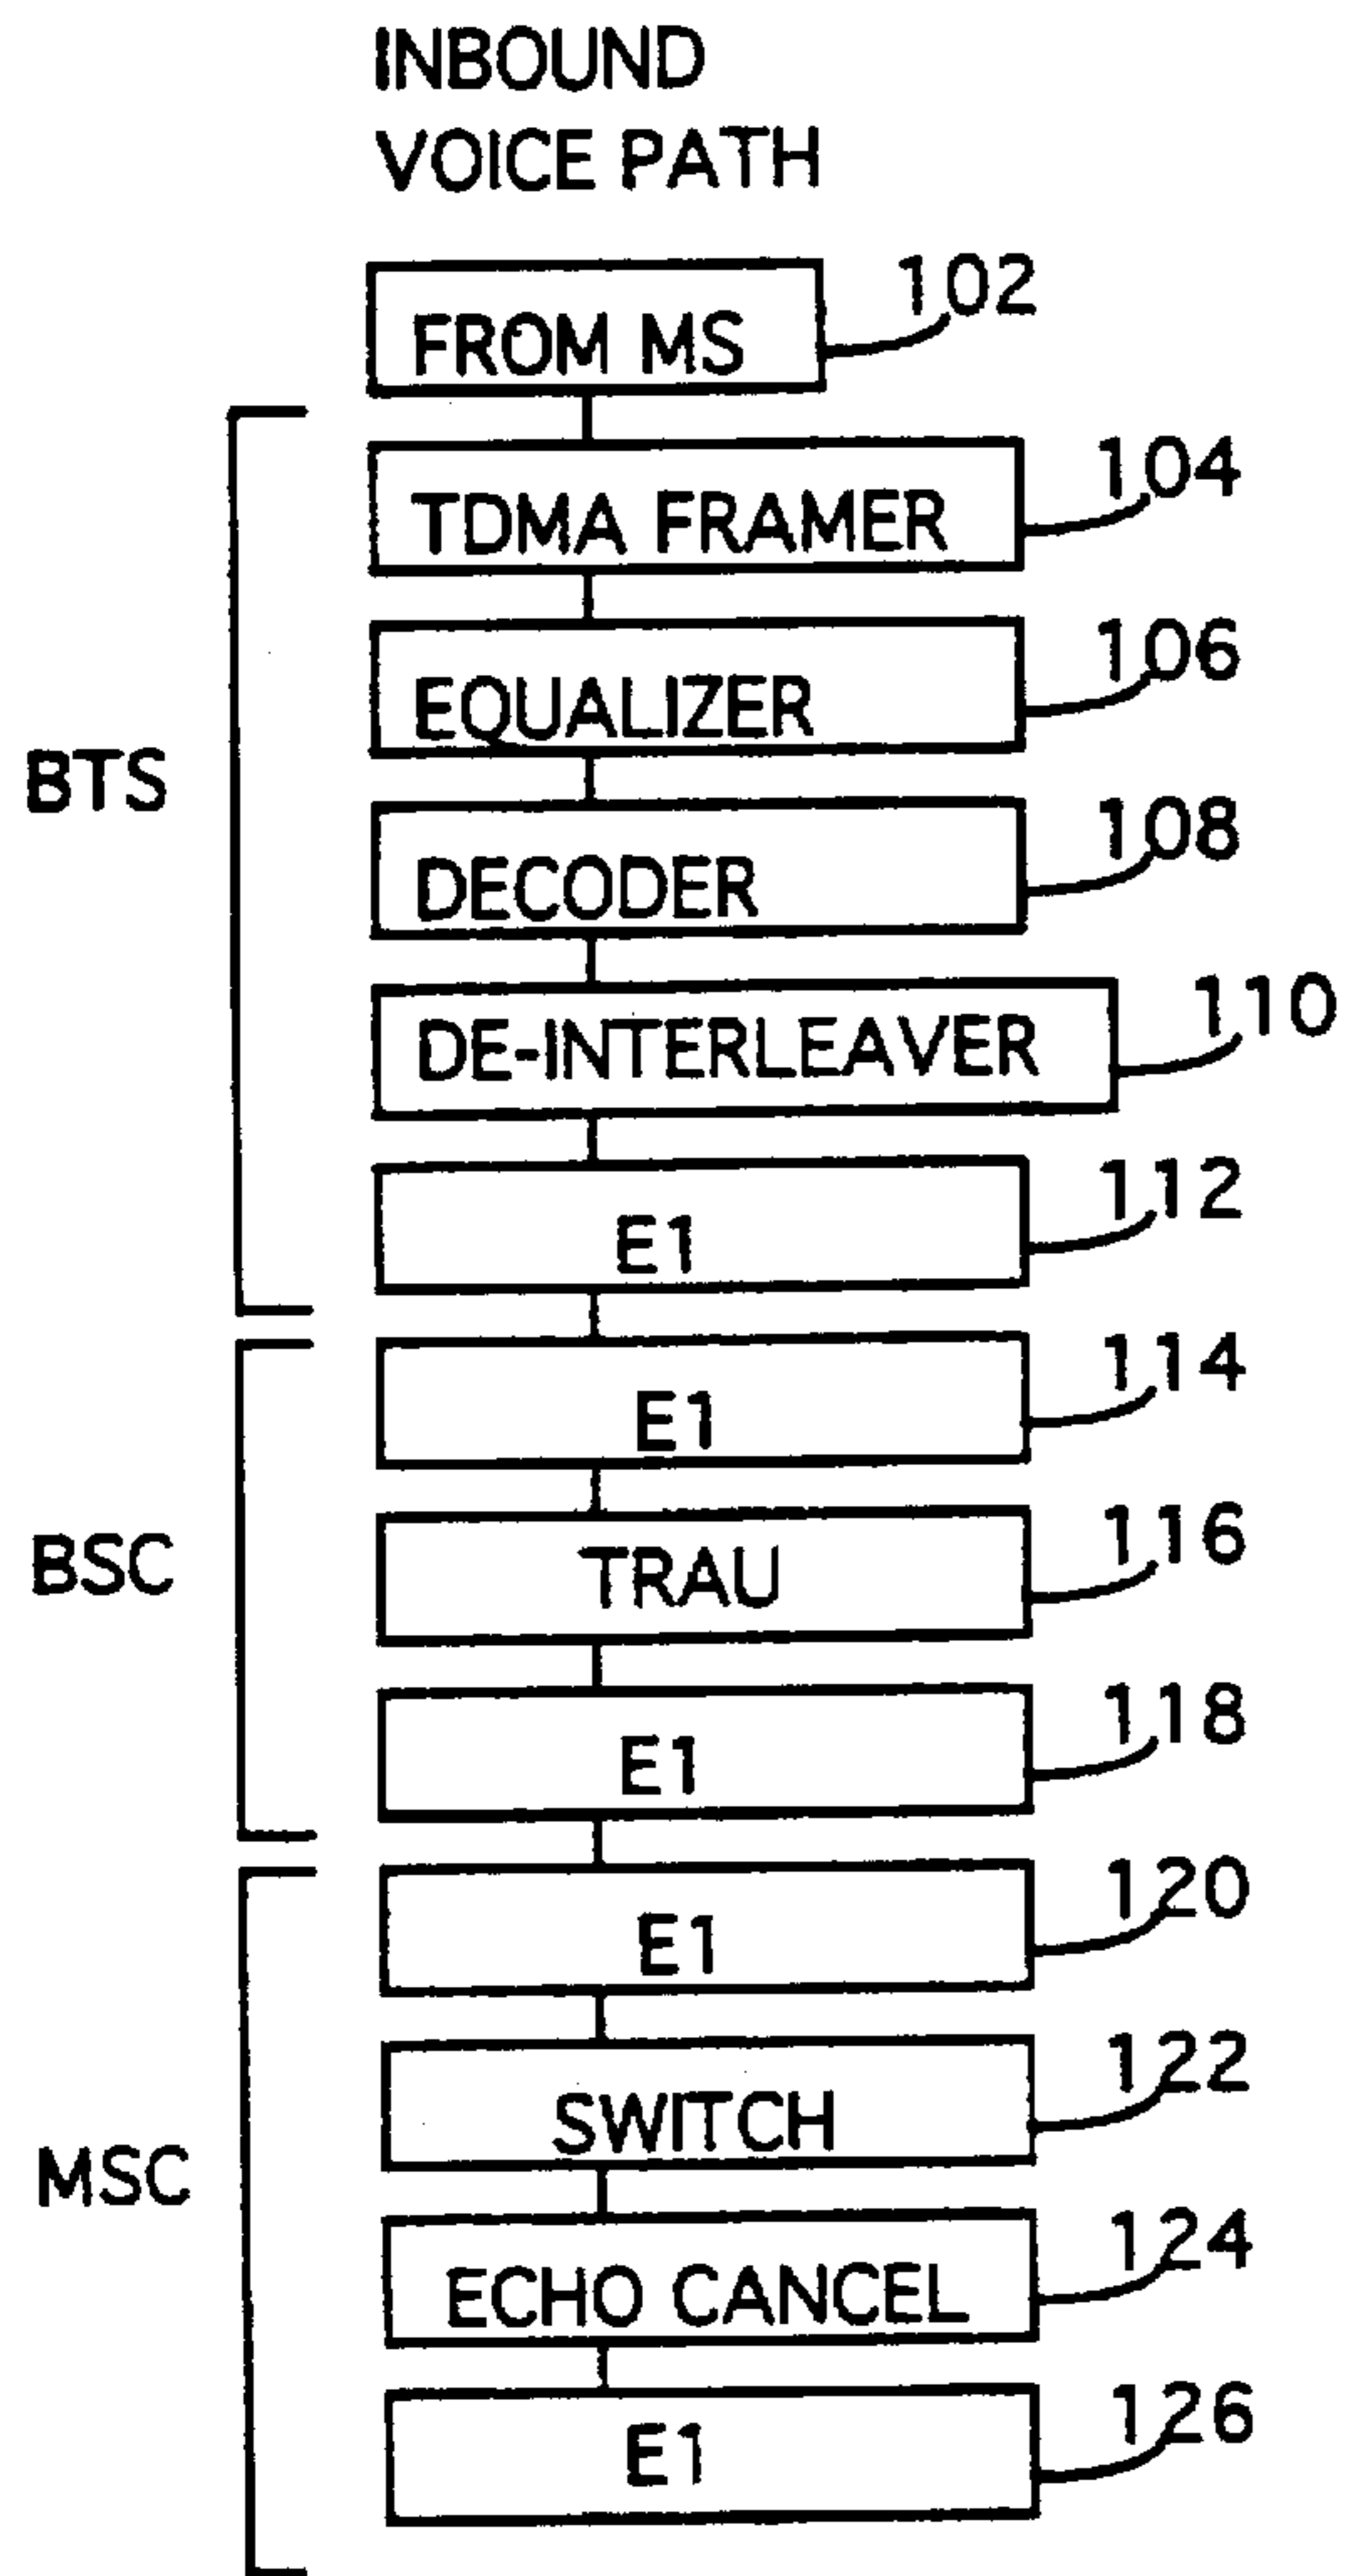 INBOUND
VOICE PATH
FROM MS
102
TDMA FRAMER
104
EQUALIZER
106
BTS
DECODER
108
DE-INTERLEAVER
110
E1
112
E1
114
BSC
TRAU
116
E1
118
E1
120
SWITCH
122
MSC
ECHO CANCEL
124
E1
126